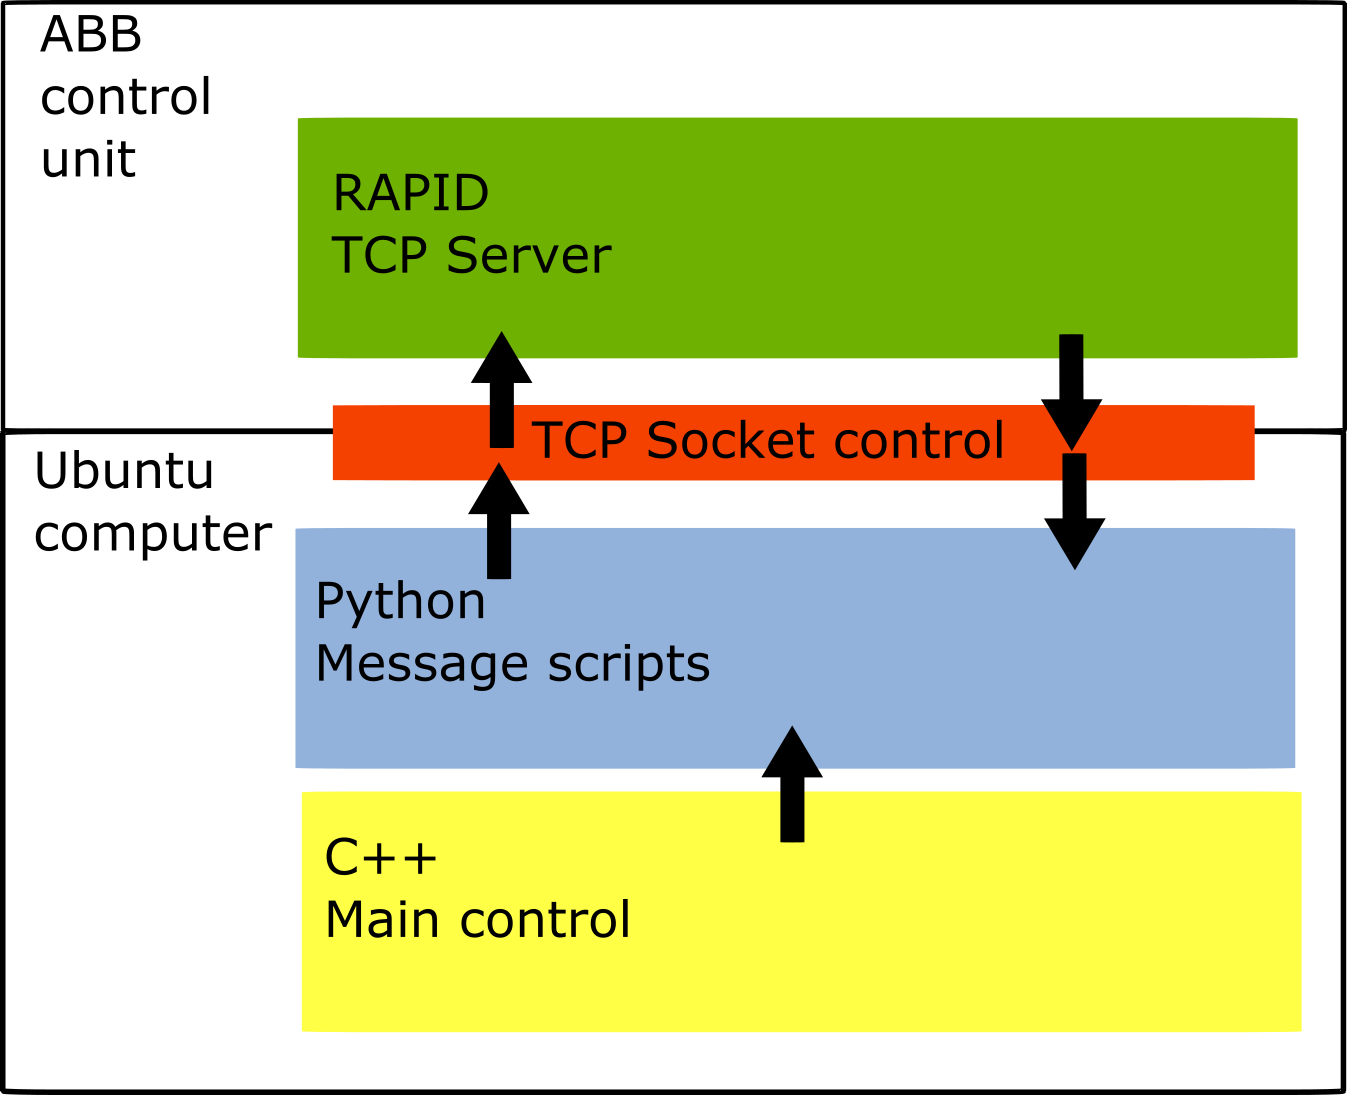 ABB
control
unit
RAPID
TCP Server
TCP Socket control
Ubuntu
computer
Python
Message scripts
C++
Main control